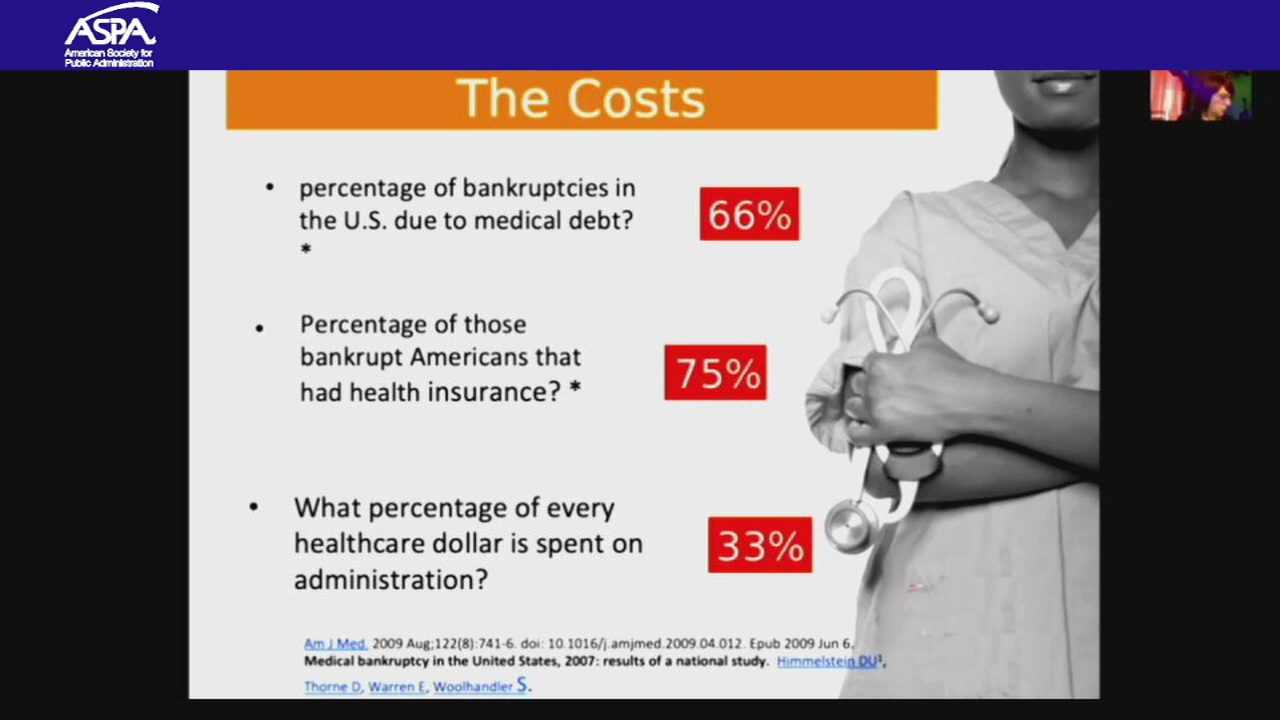 ASPA
American Society for
Public Administration
The Costs
• percentage of bankruptcies in
the U.S. due to medical debt?
*
66%
• Percentage of those
bankrupt Americans that
had health insurance? *
75%
• What percentage of every
healthcare dollar is spent on
administration?
33%
Am J Med. 2009 Aug;122(8):741-6. doi: 10.1016/j.amjmed.2009.04.012. Epub 2009 Jun 6.
Medical bankruptcy in the United States, 2007: results of a national study. Himmelstein DU¹,
Thorne D, Warren E, Woolhandler S.